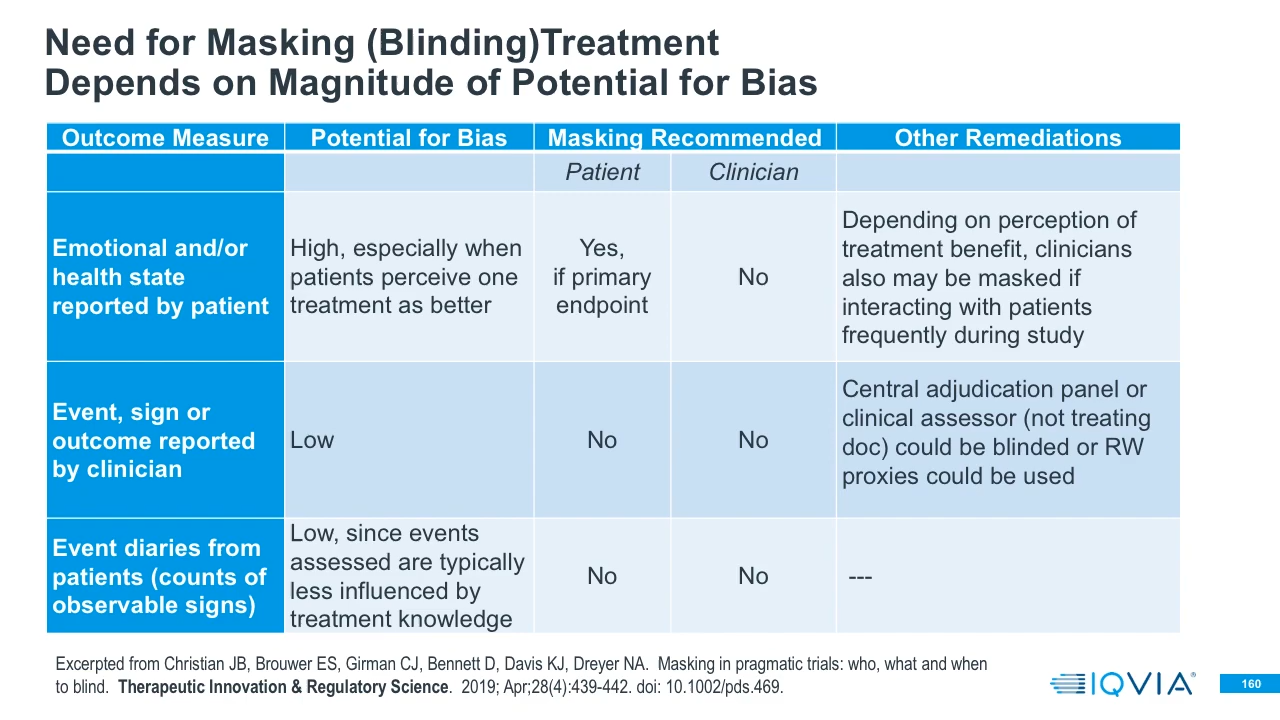 Need for Masking (Blinding)Treatment
Depends on Magnitude of Potential for Bias
Outcome Measure
Potential for Bias
Masking Recommended
Other Remediations
Patient
Clinician
Emotional and/or
health state
reported by patient
High, especially when
patients perceive one
treatment as better
Yes,
if primary
endpoint
No
Depending on perception of
treatment benefit, clinicians
also may be masked if
interacting with patients
frequently during study
Event, sign or
outcome reported
by clinician
Low
No
No
Central adjudication panel or
clinical assessor (not treating
doc) could be blinded or RW
proxies could be used
Event diaries from
patients (counts of
observable signs)
Low, since events
assessed are typically
less influenced by
treatment knowledge
No
No
---
Excerpted from Christian JB, Brouwer ES, Girman CJ, Bennett D, Davis KJ, Dreyer NA. Masking in pragmatic trials: who, what and when
to blind. Therapeutic Innovation & Regulatory Science. 2019; Apr;28(4):439-442. doi: 10.1002/pds.469.
IQVIA®
160